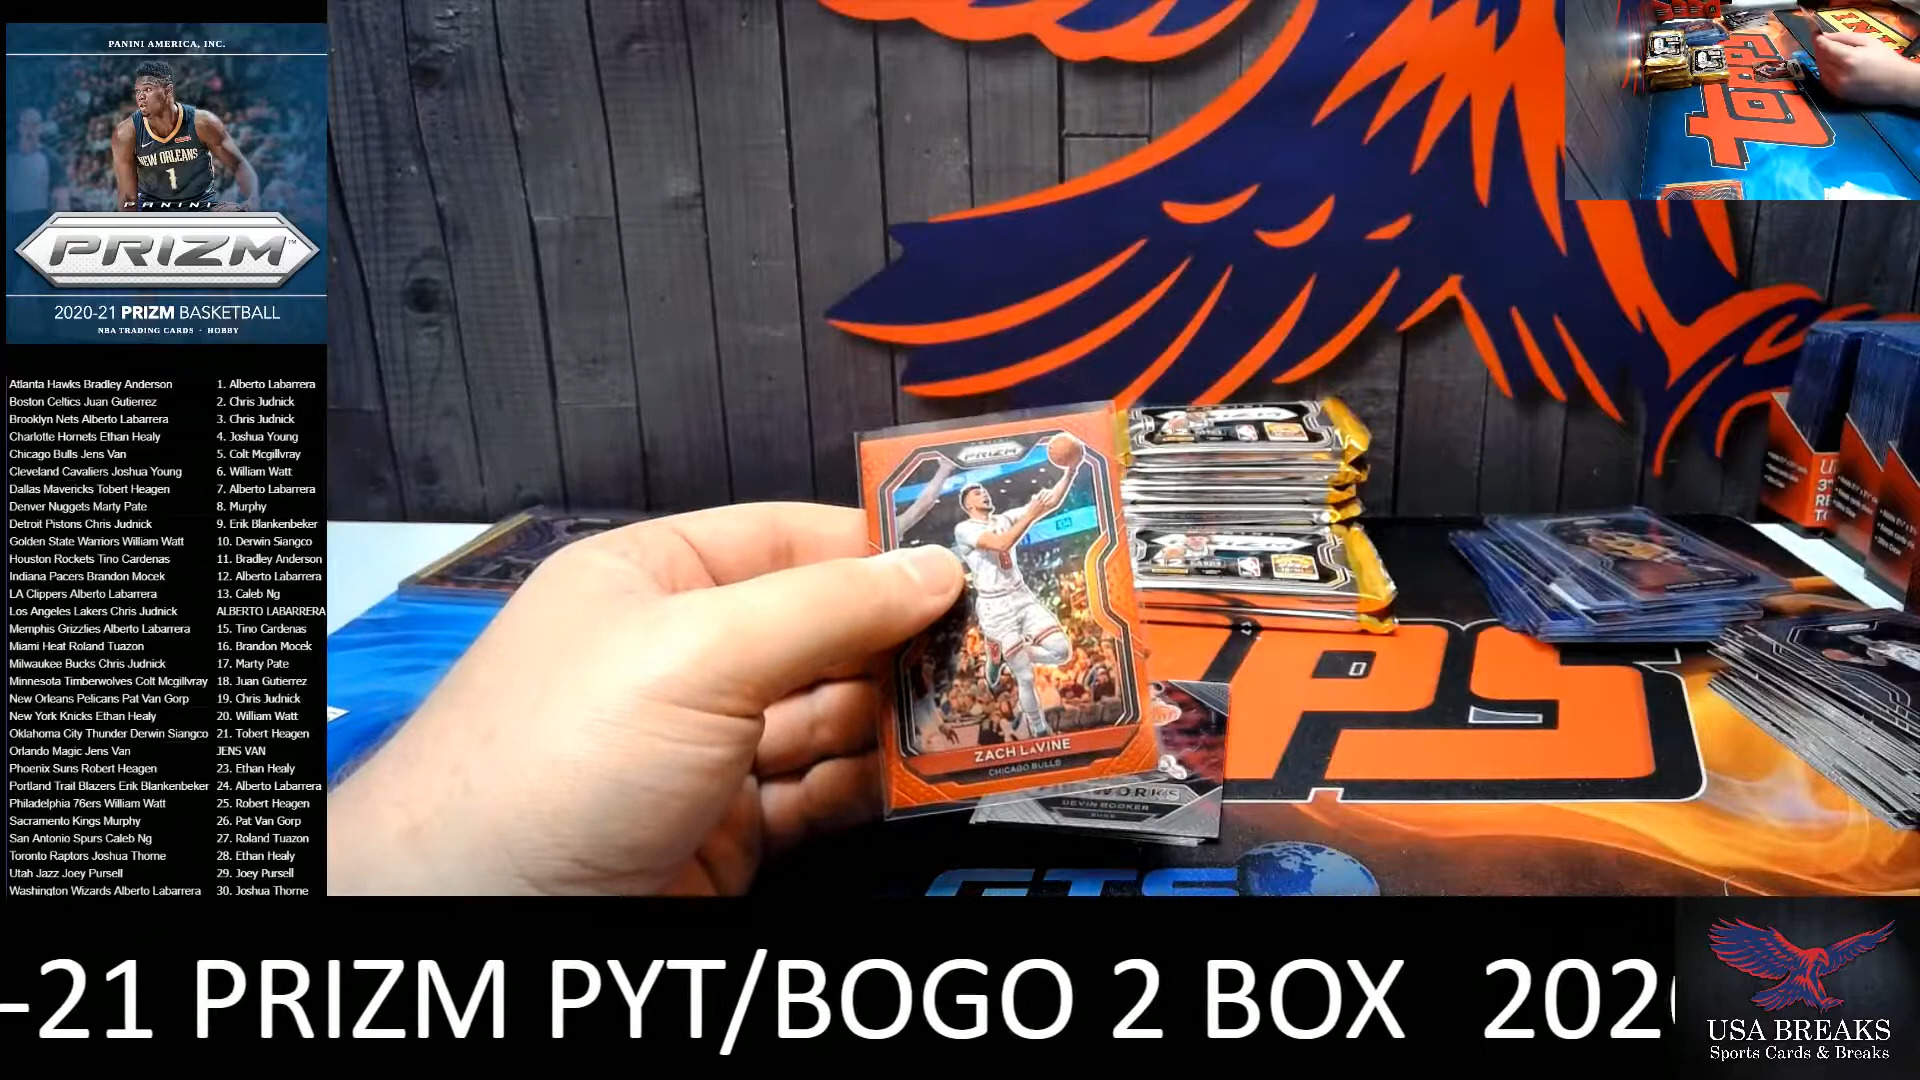 PANINI AMERICA, INC.
NEW ORLEANS
1
PANINI
PRIZM™
2020-21 PRIZM BASKETBALL
NBA TRADING CARDS · HOBBY
Atlanta Hawks Bradley Anderson
Boston Celtics Juan Gutierrez
Brooklyn Nets Alberto Labarrera
Charlotte Hornets Ethan Healy
Chicago Bulls Jens Van
Cleveland Cavaliers Joshua Young
Dallas Mavericks Tobert Heagen
Denver Nuggets Marty Pate
Detroit Pistons Chris Judnick
Golden State Warriors William Watt
Houston Rockets Tino Cardenas
Indiana Pacers Brandon Mocek
LA Clippers Alberto Labarrera
Los Angeles Lakers Chris Judnick
Memphis Grizzlies Alberto Labarrera
Miami Heat Roland Tuazon
Milwaukee Bucks Chris Judnick
Minnesota Timberwolves Colt Mcgillvray
New Orleans Pelicans Pat Van Gorp
New York Knicks Ethan Healy
Oklahoma City Thunder Derwin Siangco
Orlando Magic Jens Van
Phoenix Suns Robert Heagen
Portland Trail Blazers Erik Blankenbeker
Philadelphia 76ers William Watt
Sacramento Kings Murphy
San Antonio Spurs Caleb Ng
Toronto Raptors Joshua Thorne
Utah Jazz Joey Pursell
Washington Wizards Alberto Labarrera
1. Alberto Labarrera
2. Chris Judnick
3. Chris Judnick
4. Joshua Young
5. Colt Mcgillvray
6. William Watt
7. Alberto Labarrera
8. Murphy
9. Erik Blankenbeker
10. Derwin Siangco
11. Bradley Anderson
12. Alberto Labarrera
13. Caleb Ng
ALBERTO LABARRERA
15. Tino Cardenas
16. Brandon Mocek
17. Marty Pate
18. Juan Gutierrez
19. Chris Judnick
20. William Watt
21. Tobert Heagen
JENS VAN
23. Ethan Healy
24. Alberto Labarrera
25. Robert Heagen
26. Pat Van Gorp
27. Roland Tuazon
28. Ethan Healy
29. Joey Pursell
30. Joshua Thorne
PRIZM
ZACH LaVINE
CHICAGO BULLS
WORKS
DEVIN BOOKER
SUNS
12
PS
GTS
-21 PRIZM PYT/BOGO 2 BOX 202
USA BREAKS
Sports Cards & Breaks